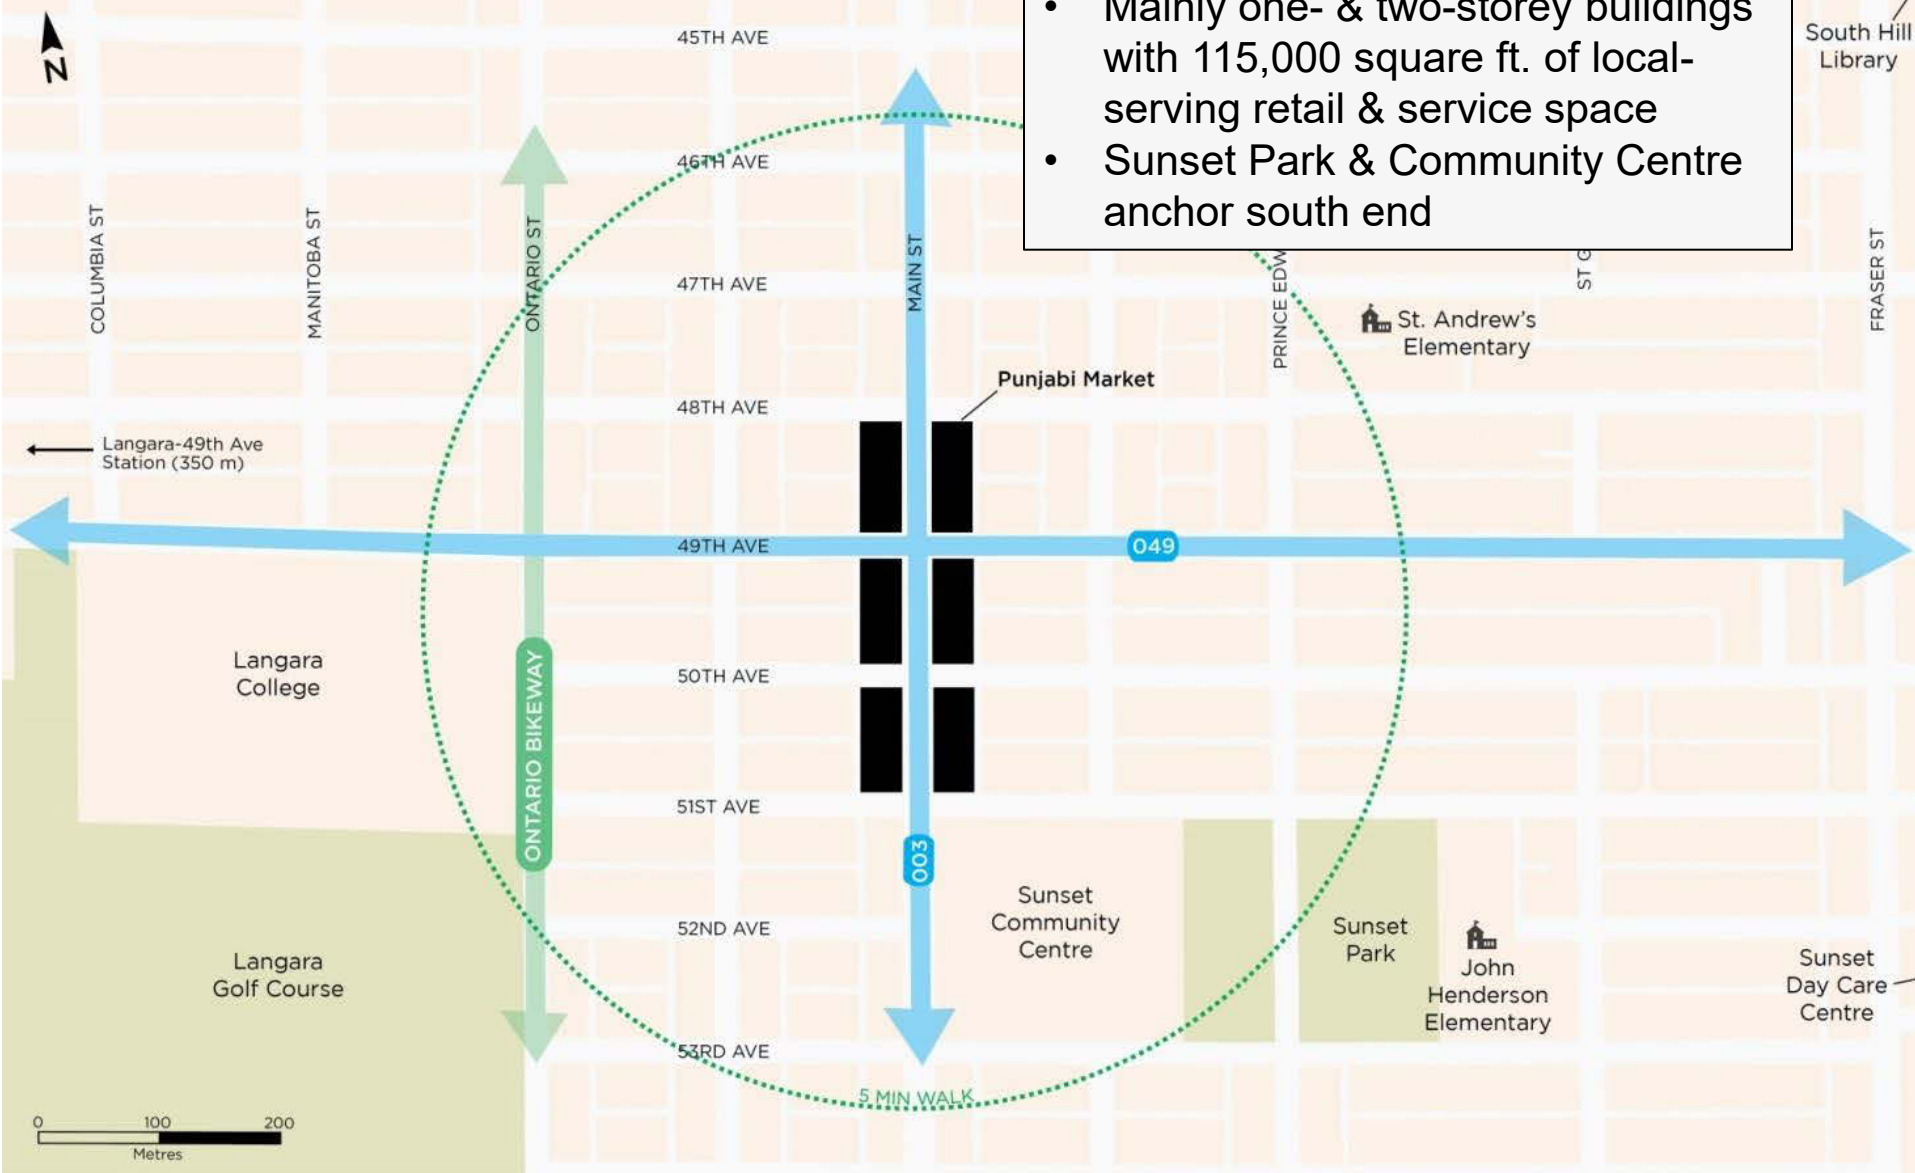 • Mainly one- & two-storey buildings
with 115,000 square ft. of local-
serving retail & service space
• Sunset Park & Community Centre
anchor south end
South Hill
Library
N
45TH AVE
46TH AVE
COLUMBIA ST
MANITOBA ST
ONTARIO ST
MAIN ST
PRINCE EDW
ST G
FRASER ST
47TH AVE
St. Andrew's
Elementary
Punjabi Market
48TH AVE
Langara-49th Ave
Station (350 m)
49TH AVE
049
Langara
College
50TH AVE
ONTARIO BIKEWAY
51ST AVE
003
Sunset
Community
Centre
52ND AVE
Sunset
Park
John
Henderson
Elementary
Sunset
Day Care
Centre
Langara
Golf Course
53RD AVE
5 MIN WALK
0 100 200
Metres